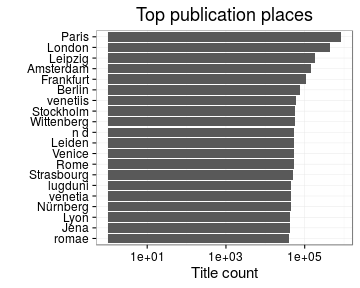 Top publication places
Paris
London
Leipzig
Amsterdam
Frankfurt
Berlin
venetiis
Stockholm
Wittenberg
n d
Leiden
Venice
Rome
Strasbourg
lugduni
venetia
Nürnberg
Lyon
Jena
romae
1e+01 1e+03 1e+05
Title count